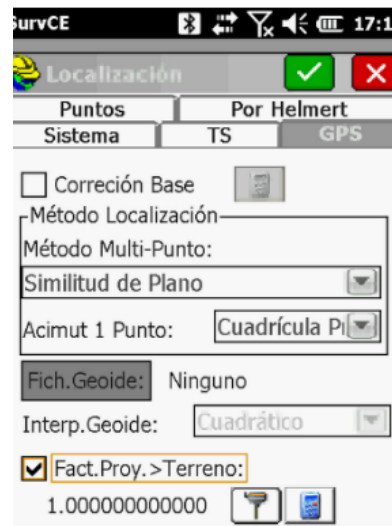 SurvCE 17:1
Localización
Puntos Por Helmert
Sistema TS GPS
Correción Base
Método Localización
Método Multi-Punto:
Similitud de Plano
Acimut 1 Punto: Cuadrícula P
Fich.Geoide: Ninguno
Interp.Geoide: Cuadrático
Fact.Proy.>Terreno:
1.000000000000